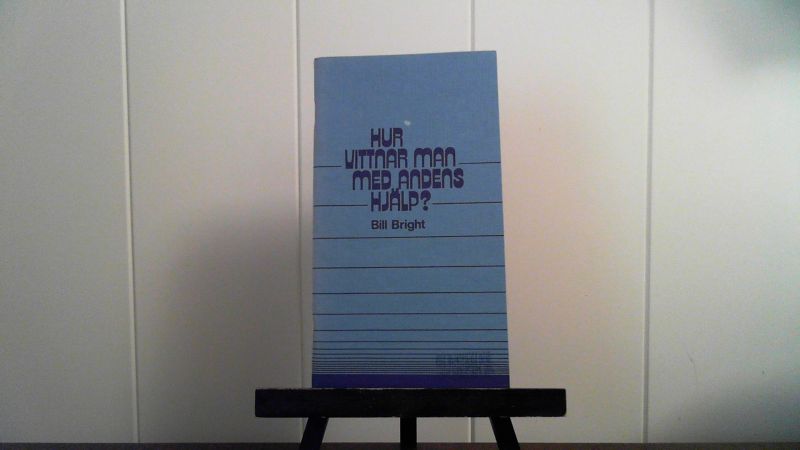 HUR
VITTNAR MAN
MED ANDENS
HJÄLP?
Bill Bright